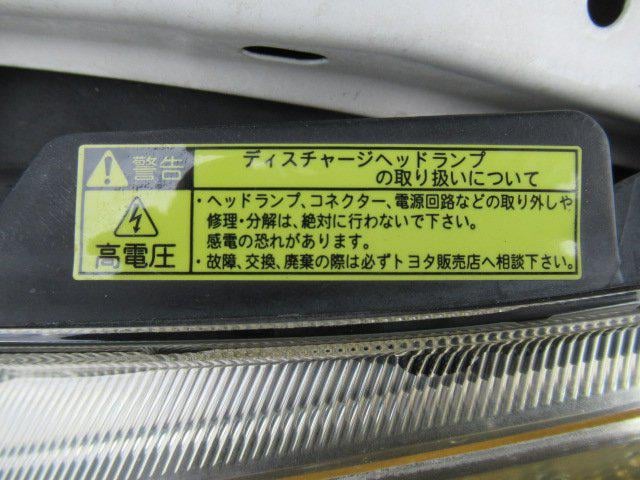 警告
ディスチャージヘッドランプ
の取り扱いについて
高電圧
・ヘッドランプ、コネクター、電源回路などの取り外しや
修理・分解は、絶対に行わないで下さい。
感電の恐れがあります。
・故障、交換、廃棄の際は必ずトヨタ販売店へ相談下さい。